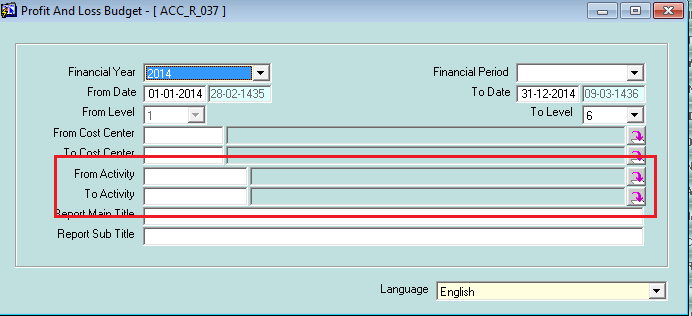 Profit And Loss Budget - [ ACC_R_037 ]
Financial Year 2014 Financial Period
From Date 01-01-2014 28-02-1435 To Date 31-12-2014 09-03-1436
From Level 1 To Level 6
From Cost Center
To Cost Center
From Activity
To Activity
Report Main Title
Report Sub Title
Language English